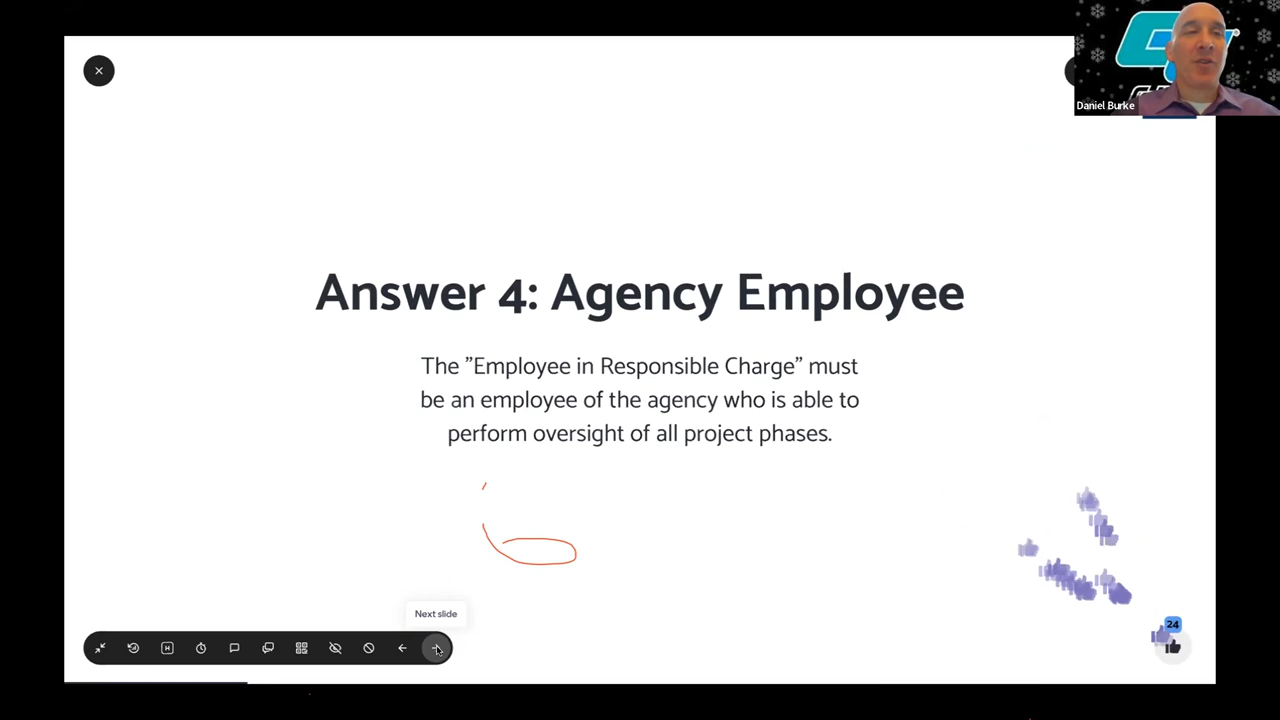 Daniel Burke
Answer 4: Agency Employee
The "Employee in Responsible Charge" must
be an employee of the agency who is able to
perform oversight of all project phases.
Next slide
H
24